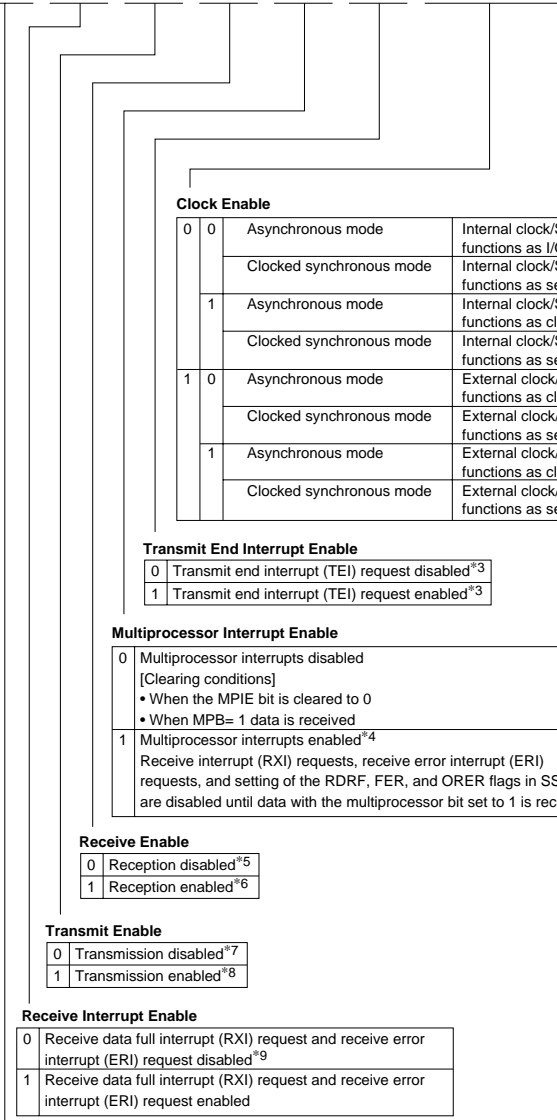 Clock Enable
0 0 Asynchronous mode Internal clock/
functions as
Clocked synchronous mode Internal clock/
functions as
1 Asynchronous mode Internal clock/
functions as
Clocked synchronous mode Internal clock/
functions as
1 0 Asynchronous mode External clock/
functions as
Clocked synchronous mode External clock/
functions as
1 Asynchronous mode External clock/
functions as
Clocked synchronous mode External clock/
functions as
Transmit End Interrupt Enable
0 Transmit end interrupt (TEI) request disabled*3
1 Transmit end interrupt (TEI) request enabled*3
Multiprocessor Interrupt Enable
0 Multiprocessor interrupts disabled
[Clearing conditions]
• When the MPIE bit is cleared to 0
• When MPB= 1 data is received
1 Multiprocessor interrupts enabled*4
Receive interrupt (RXI) requests, receive error interrupt (ERI)
requests, and setting of the RDRF, FER, and ORER flags in
are disabled until data with the multiprocessor bit set to 1 is
Receive Enable
0 Reception disabled*5
1 Reception enabled*6
Transmit Enable
0 Transmission disabled*7
1 Transmission enabled*8
Receive Interrupt Enable
0 Receive data full interrupt (RXI) request and receive error
interrupt (ERI) request disabled*9
1 Receive data full interrupt (RXI) request and receive error
interrupt (ERI) request enabled